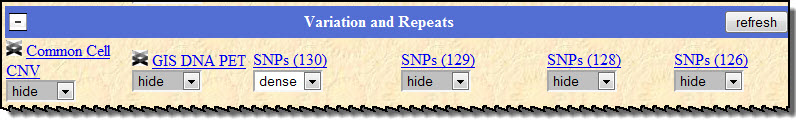 Variation and Repeats
refresh
Common Cell CNV
hide
GIS DNA PET
hide
SNPs (130)
dense
SNPs (129)
hide
SNPs (128)
hide
SNPs (126)
hide